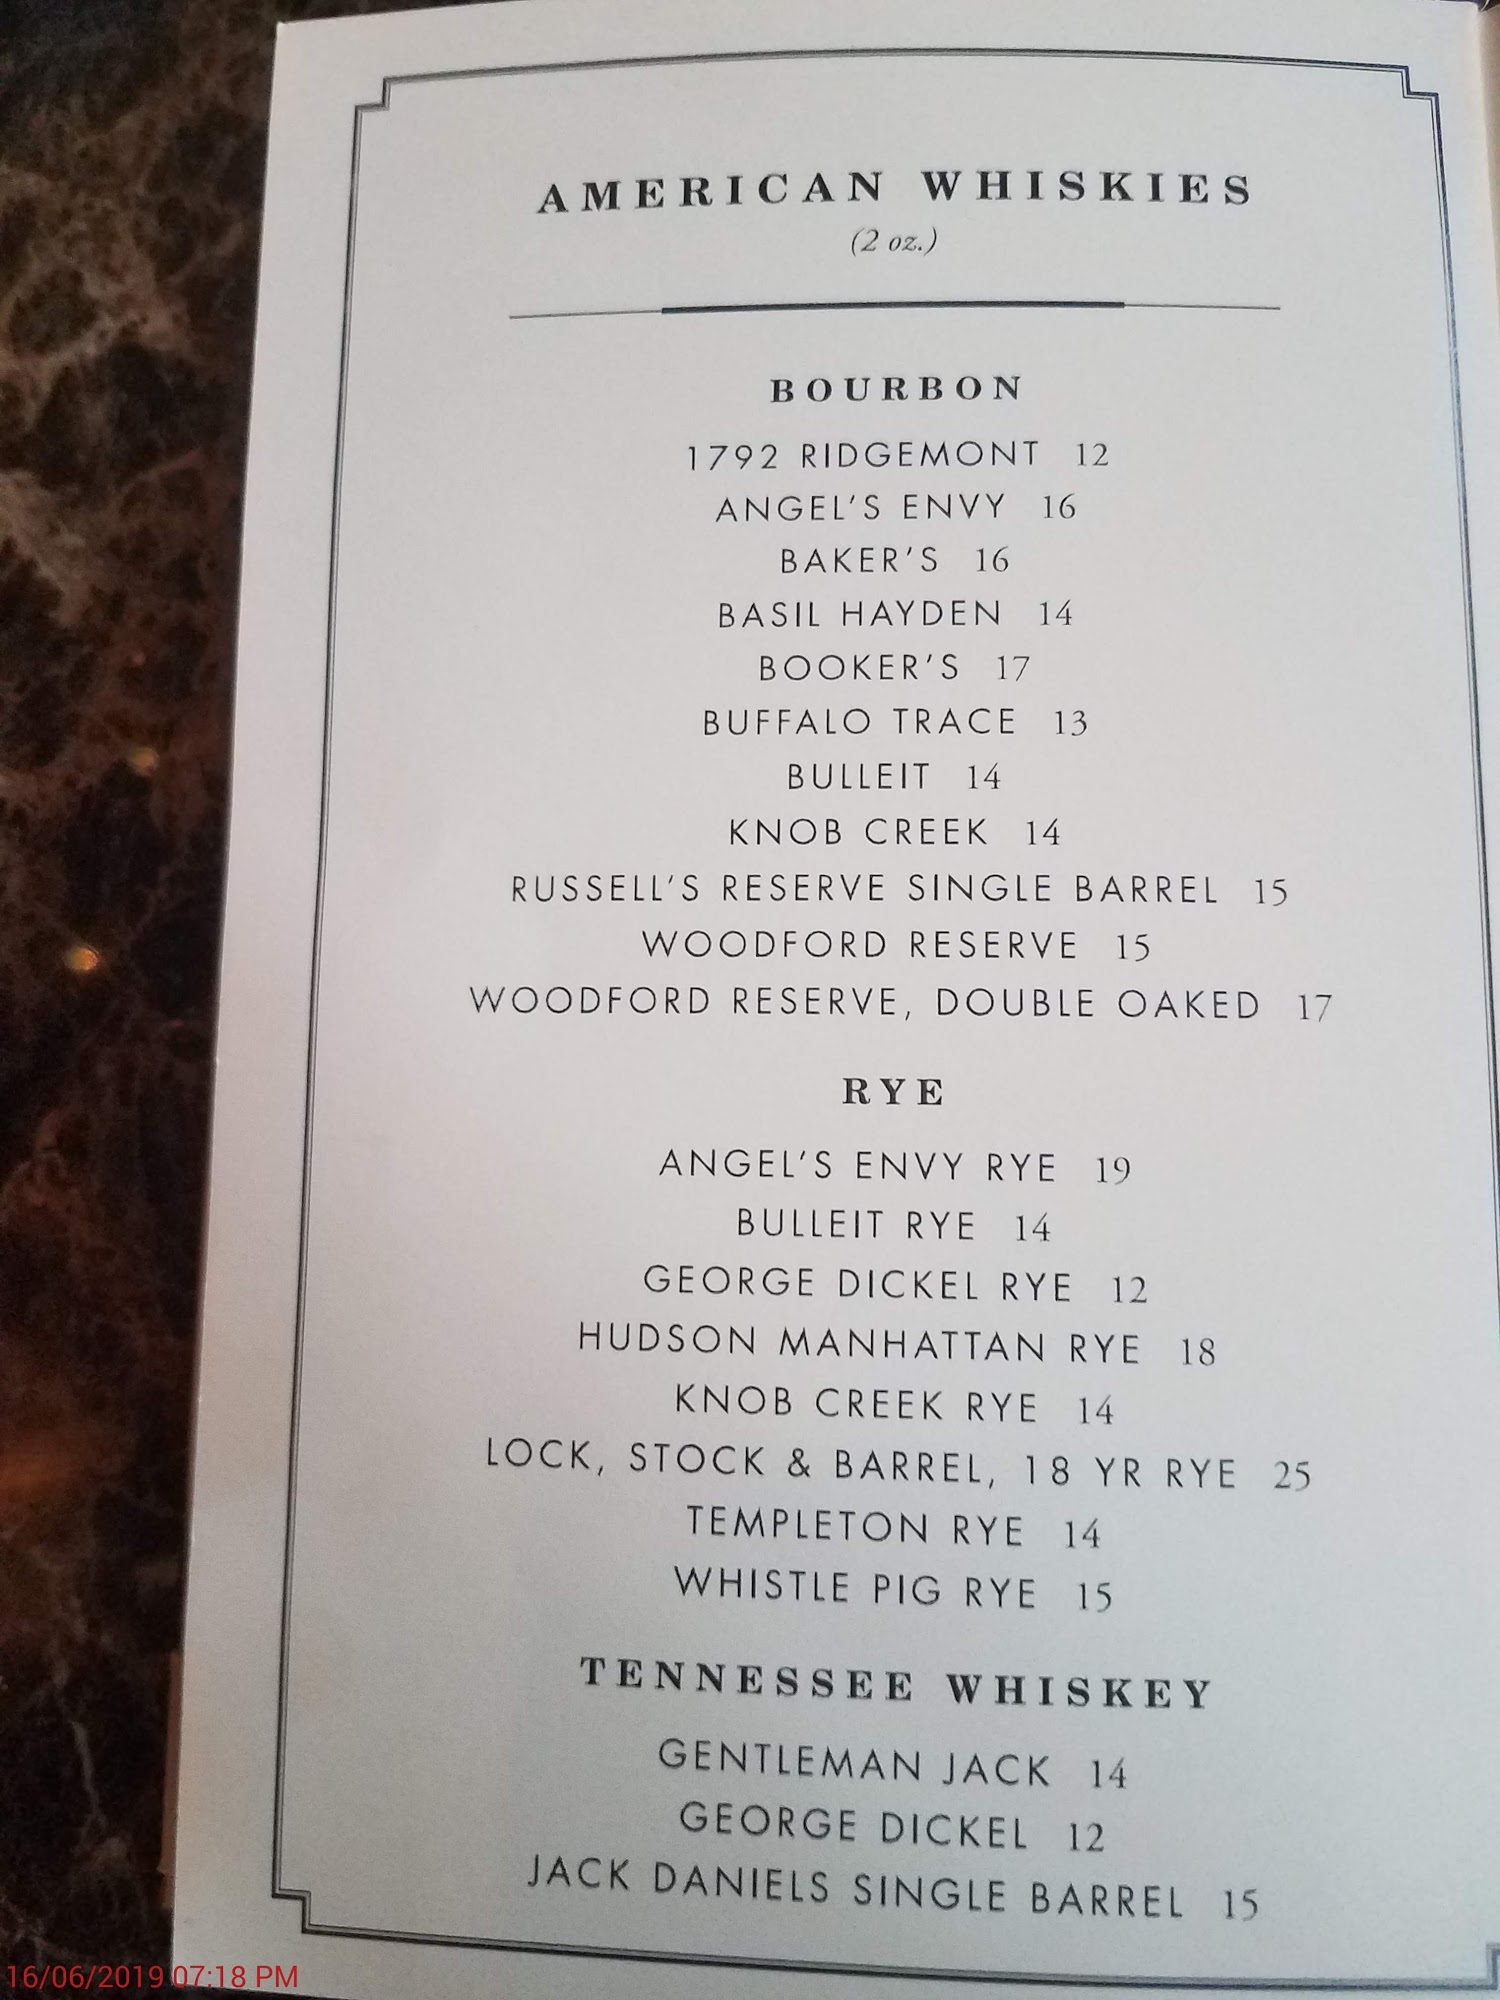 AMERICAN WHISKIES
(2 oz.)
BOURBON
1792 RIDGEMONT 12
ANGEL'S ENVY 16
BAKER'S 16
BASIL HAYDEN 14
BOOKER'S 17
BUFFALO TRACE 13
BULLEIT 14
KNOB CREEK 14
RUSSELL'S RESERVE SINGLE BARREL 15
WOODFORD RESERVE 15
WOODFORD RESERVE, DOUBLE OAKED 17
RYE
ANGEL'S ENVY RYE 19
BULLEIT RYE 14
GEORGE DICKEL RYE 12
HUDSON MANHATTAN RYE 18
KNOB CREEK RYE 14
LOCK, STOCK & BARREL, 18 YR RYE 25
TEMPLETON RYE 14
WHISTLE PIG RYE 15
TENNESSEE WHISKEY
GENTLEMAN JACK 14
GEORGE DICKEL 12
JACK DANIELS SINGLE BARREL 15
16/06/2019 07:18 PM